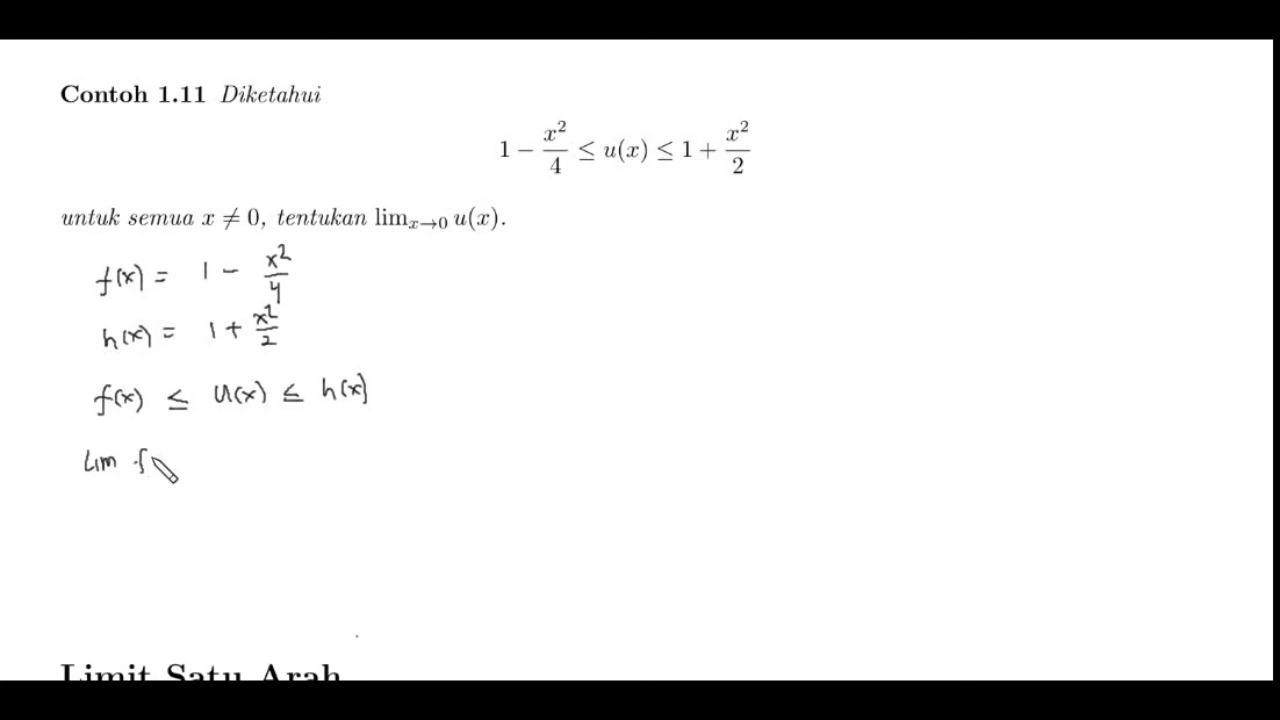 Contoh 1.11 Diketahui
1 − x²/4 ≤ u(x) ≤ 1 + x²/2
untuk semua x ≠ 0, tentukan lim_{x→0} u(x).
f(x) = 1 - x²/4
h(x) = 1 + x²/2
f(x) ≤ u(x) ≤ h(x)
Lim f
Limit Satu Arah